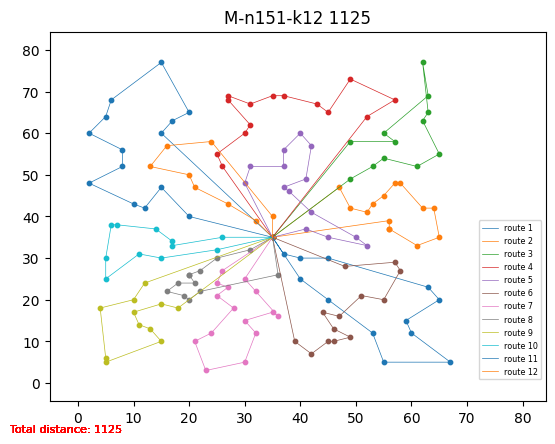 M-n151-k12 1125
80
70
60
50
40
30
20
10
0
0 10 20 30 40 50 60 70 80
route 1
route 2
route 3
route 4
route 5
route 6
route 7
route 8
route 9
route 10
route 11
route 12
Total distance: 1125